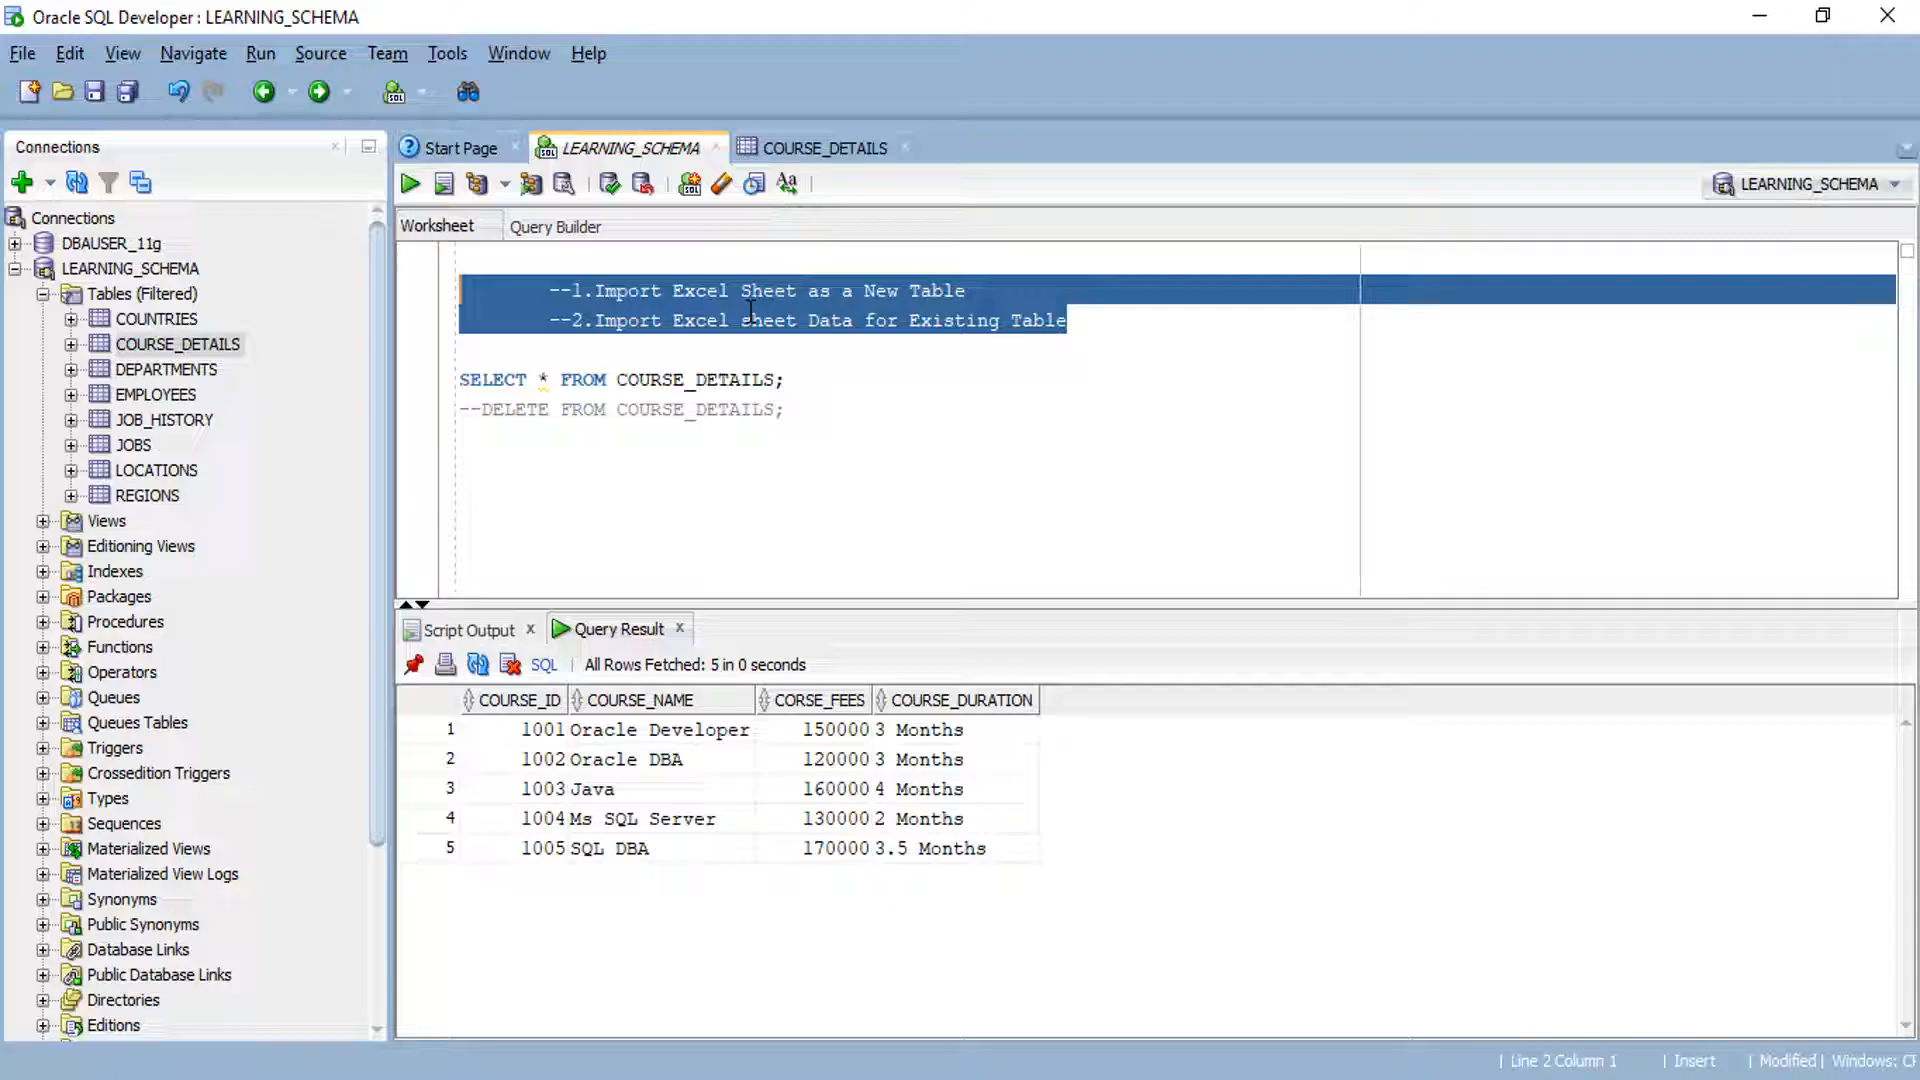 Oracle SQL Developer : LEARNING_SCHEMA
File Edit View Navigate Run Source Team Tools Window Help
Connections
Start Page LEARNING_SCHEMA COURSE_DETAILS
LEARNING_SCHEMA
Worksheet Query Builder
Connections
DBAUSER_11g
LEARNING_SCHEMA
Tables (Filtered)
COUNTRIES
COURSE_DETAILS
DEPARTMENTS
EMPLOYEES
JOB_HISTORY
JOBS
LOCATIONS
REGIONS
Views
Editioning Views
Indexes
Packages
Procedures
Functions
Operators
Queues
Queues Tables
Triggers
Crossedition Triggers
Types
Sequences
Materialized Views
Materialized View Logs
Synonyms
Public Synonyms
Database Links
Public Database Links
Directories
Editions
--1.Import Excel Sheet as a New Table
--2.Import Excel sheet Data for Existing Table
SELECT * FROM COURSE_DETAILS;
--DELETE FROM COURSE_DETAILS;
Script Output x Query Result x
SQL | All Rows Fetched: 5 in 0 seconds
COURSE_ID COURSE_NAME CORSE_FEES COURSE_DURATION
1 1001 Oracle Developer 150000 3 Months
2 1002 Oracle DBA 120000 3 Months
3 1003 Java 160000 4 Months
4 1004 Ms SQL Server 130000 2 Months
5 1005 SQL DBA 170000 3.5 Months
| Line 2 Column 1 | Insert | Modified | Windows: CF